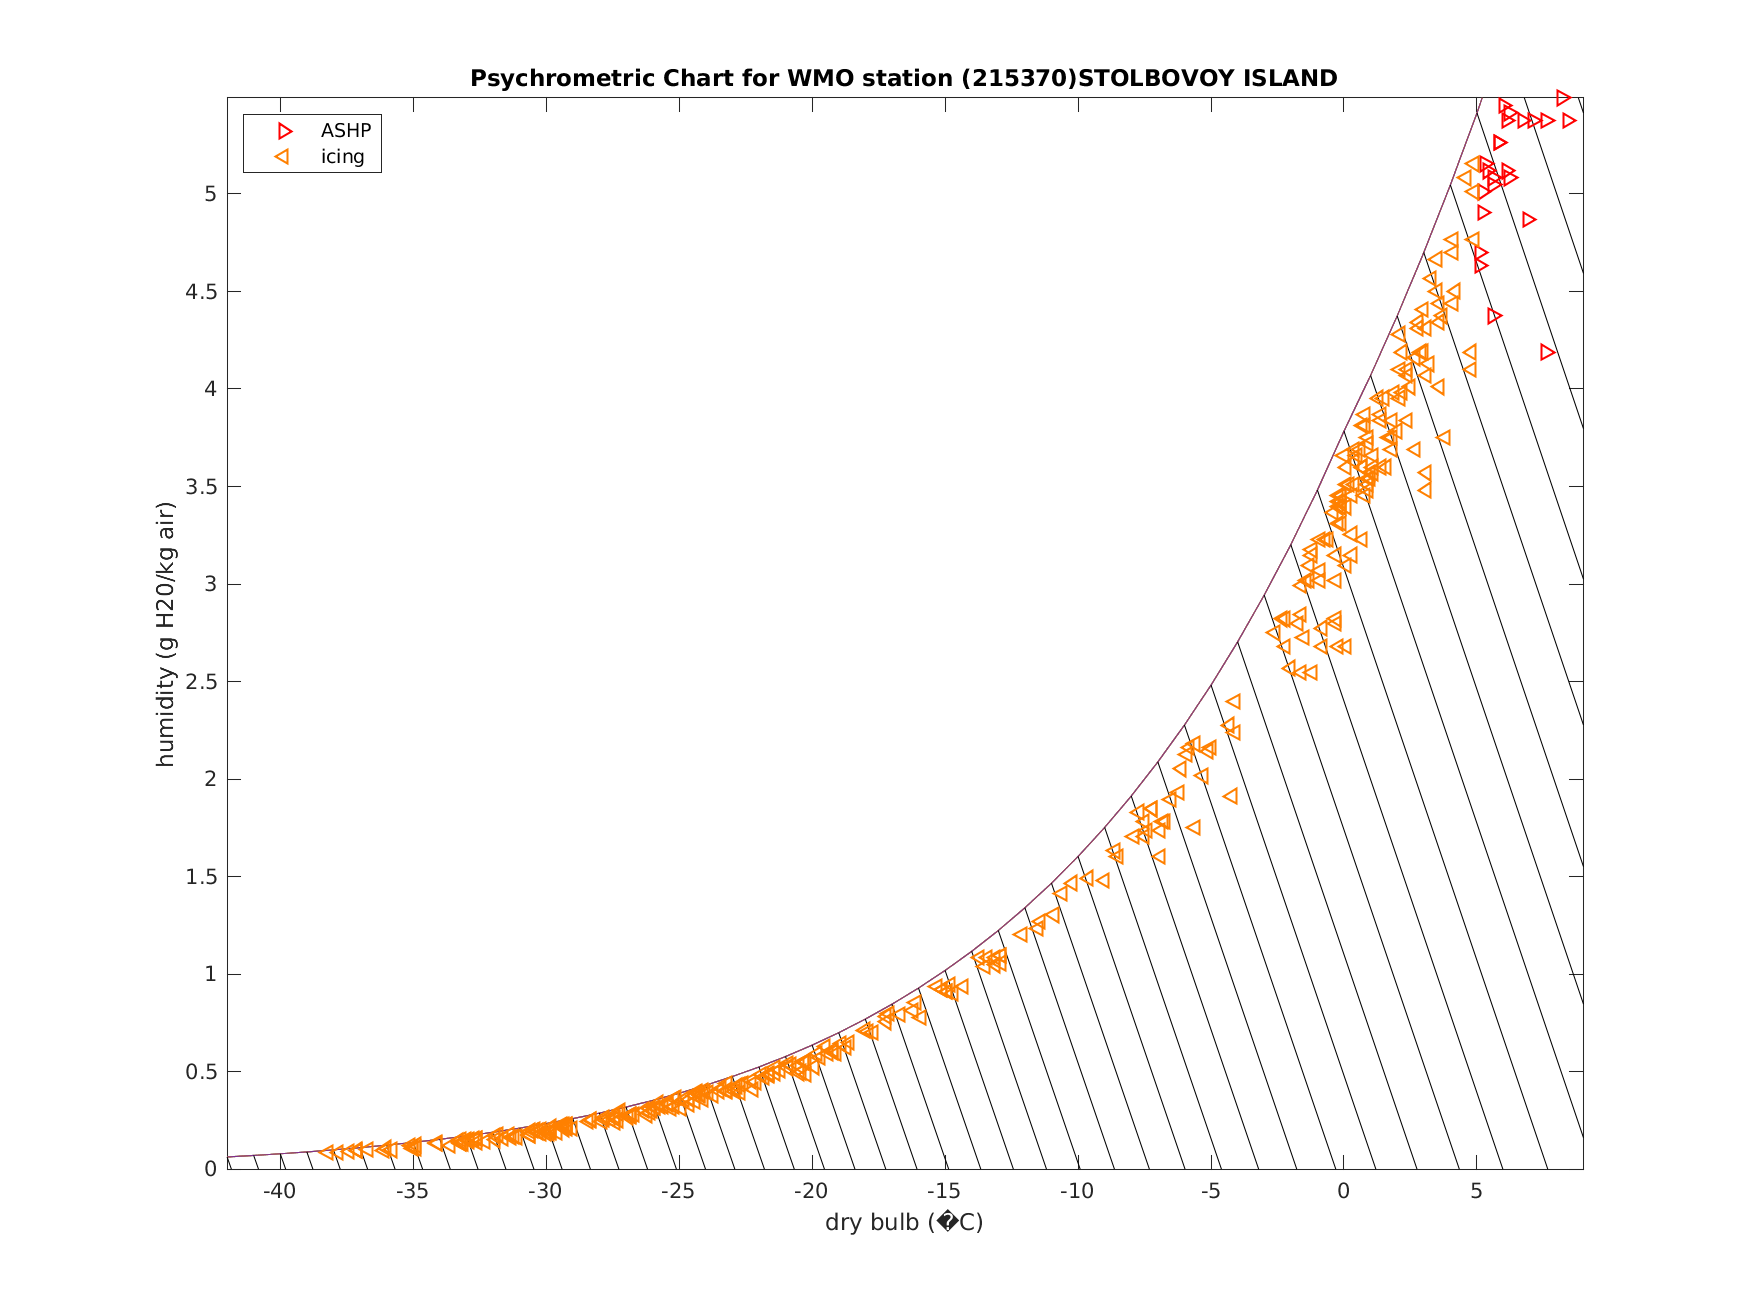 Psychrometric Chart for WMO station (215370)STOLBOVOY ISLAND
ASHP
icing
humidity (g H20/kg air)
5
4.5
4
3.5
3
2.5
2
1.5
1
0.5
0
-40 -35 -30 -25 -20 -15 -10 -5 0 5
dry bulb (�C)